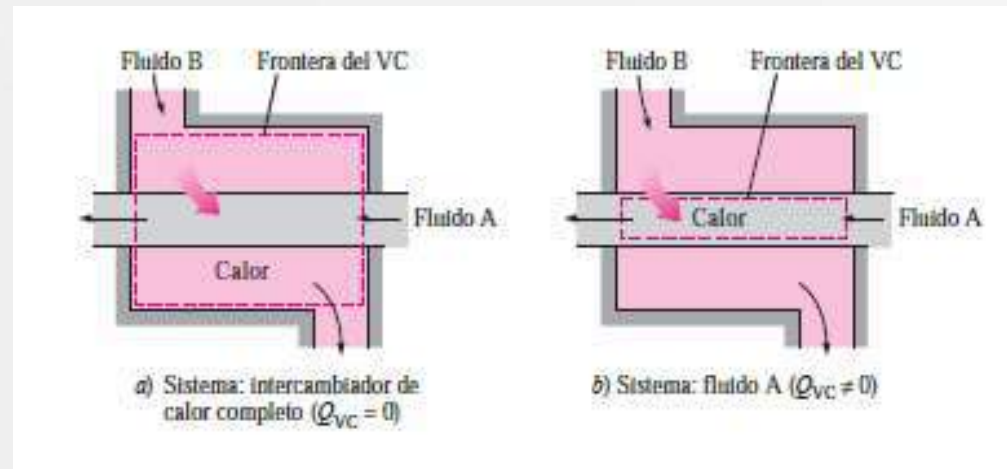 Fluido B
Frontera del VC
Fluido A
Calor
a) Sistema: intercambiador de
calor completo (QVC = 0)
Fluido B
Frontera del VC
Calor
Fluido A
b) Sistema: fluido A (QVC ≠ 0)